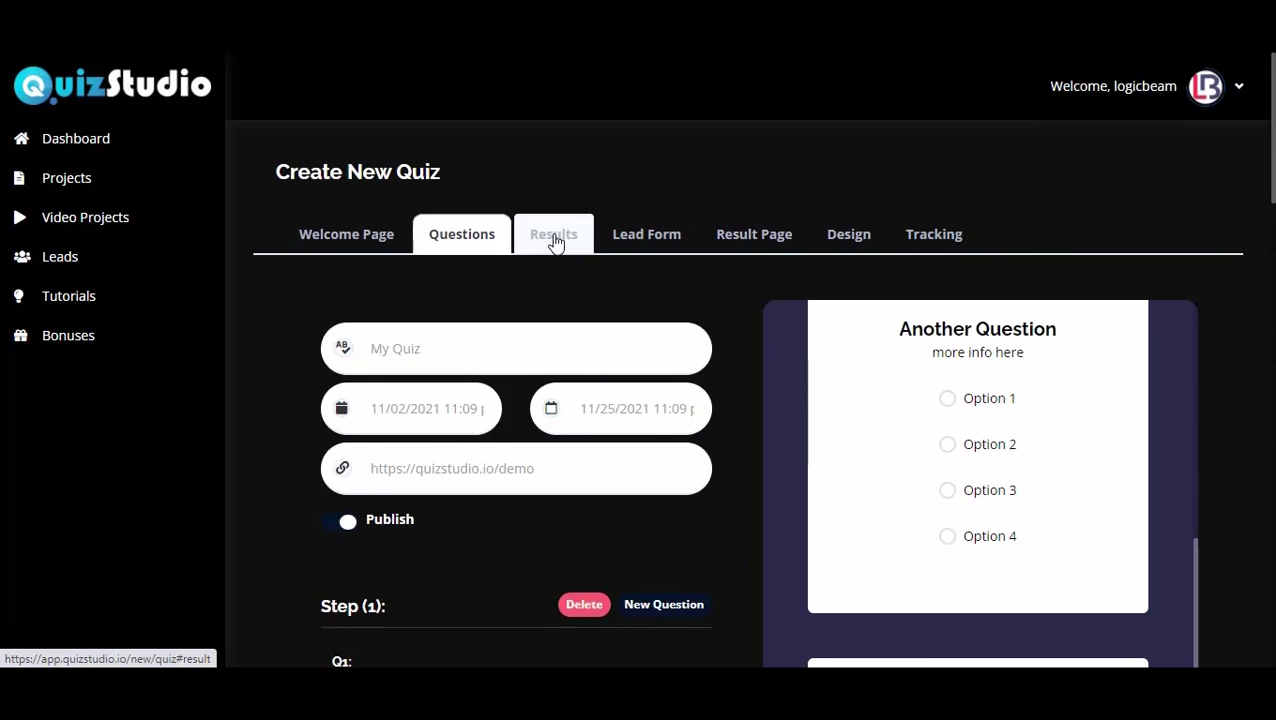 QuizStudio
Welcome, logicbeam
LB
Dashboard
Projects
Video Projects
Leads
Tutorials
Bonuses
Create New Quiz
Welcome Page
Questions
Results
Lead Form
Result Page
Design
Tracking
AB
My Quiz
11/02/2021 11:09 p
11/25/2021 11:09 p
https://quizstudio.io/demo
Publish
Step (1):
Delete
New Question
Q1:
Another Question
more info here
Option 1
Option 2
Option 3
Option 4
https://app.quizstudio.io/new/quiz#result